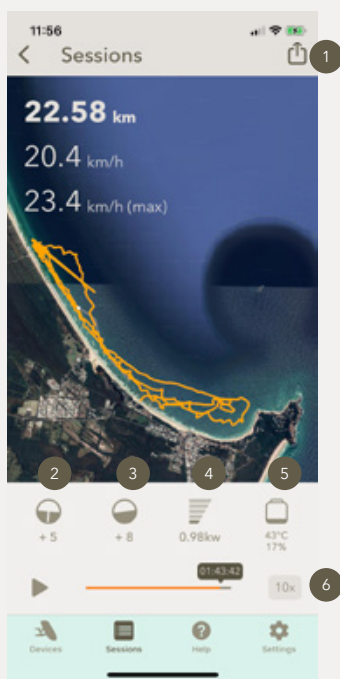 11:56
Sessions
1
22.58 km
20.4 km/h
23.4 km/h (max)
2
3
4
5
+ 5
+ 8
0.98kw
43°C
17%
01:43:42
10x
6
Devices
Sessions
Help
Settings